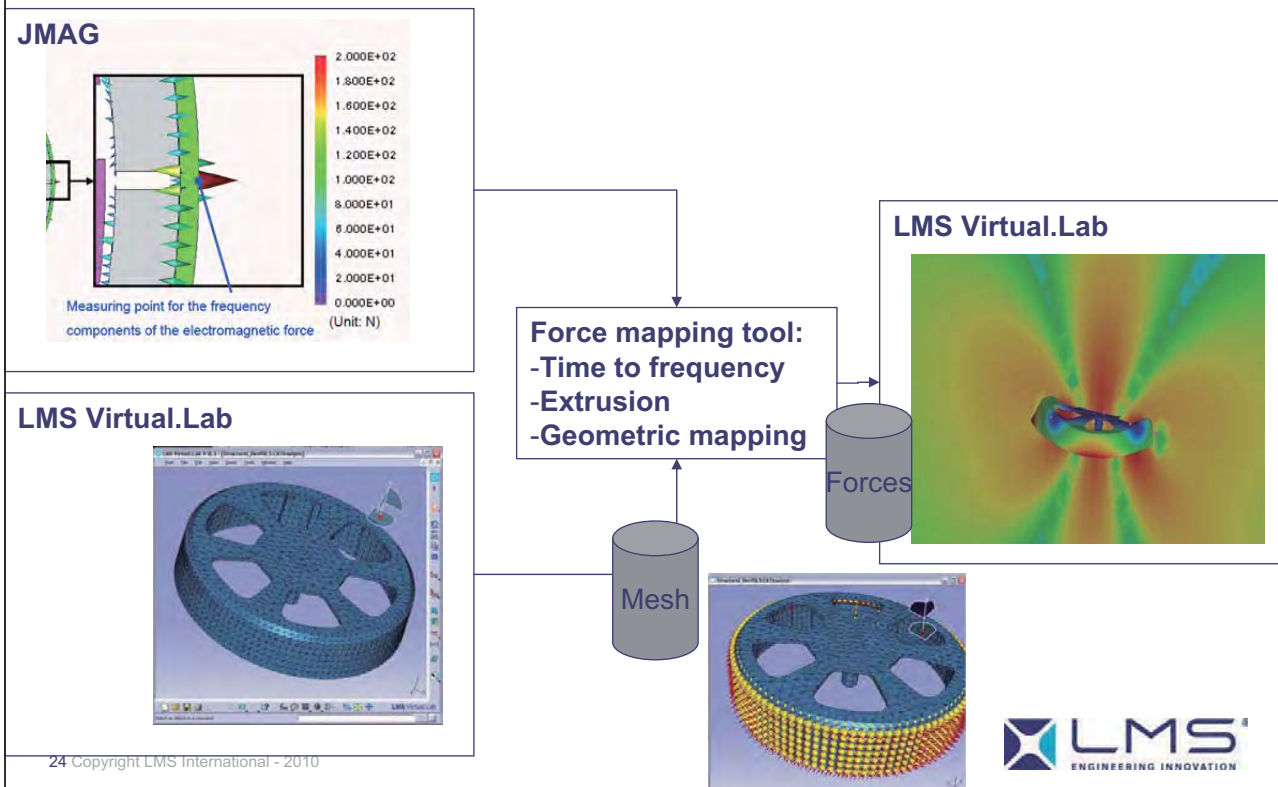 JMAG
2.000E+02
1.800E+02
1.600E+02
1.400E+02
1.200E+02
1.000E+02
8.000E+01
6.000E+01
4.000E+01
2.000E+01
0.000E+00
(Unit: N)
Measuring point for the frequency
components of the electromagnetic force
LMS Virtual.Lab
Force mapping tool:
-Time to frequency
-Extrusion
-Geometric mapping
LMS Virtual.Lab
Forces
Mesh
LMS Virtual.Lab
24 Copyright LMS International - 2010
LMS
ENGINEERING INNOVATION